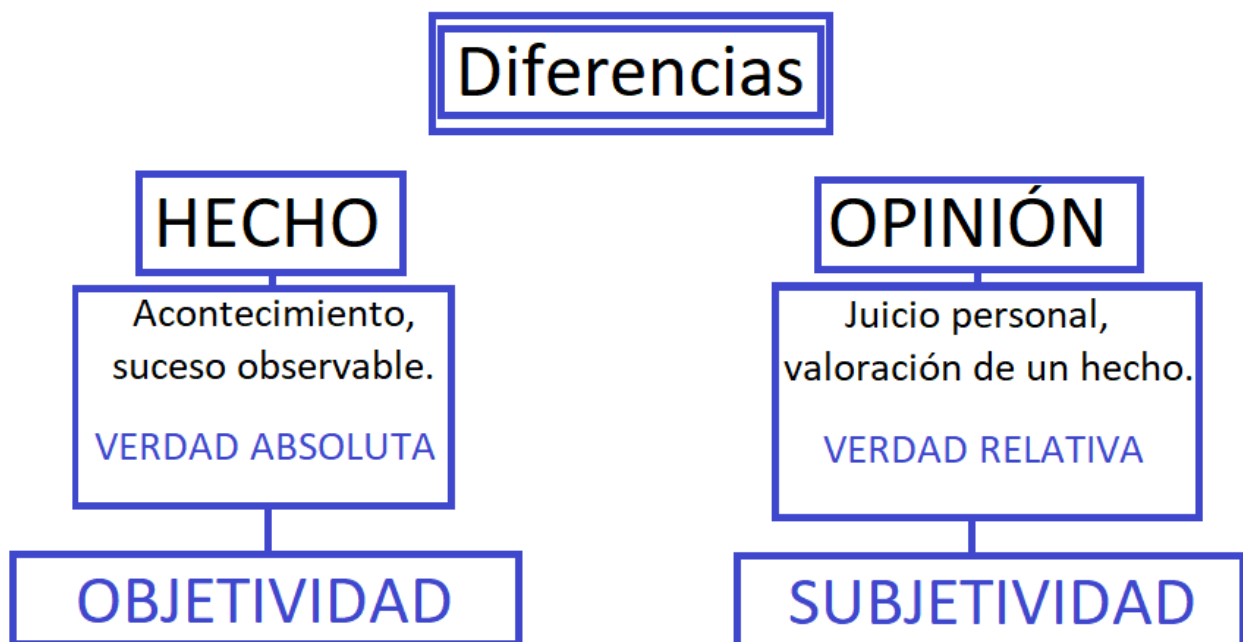 Diferencias
HECHO
Acontecimiento,
suceso observable.
VERDAD ABSOLUTA
OBJETIVIDAD
OPINIÓN
Juicio personal,
valoración de un hecho.
VERDAD RELATIVA
SUBJETIVIDAD